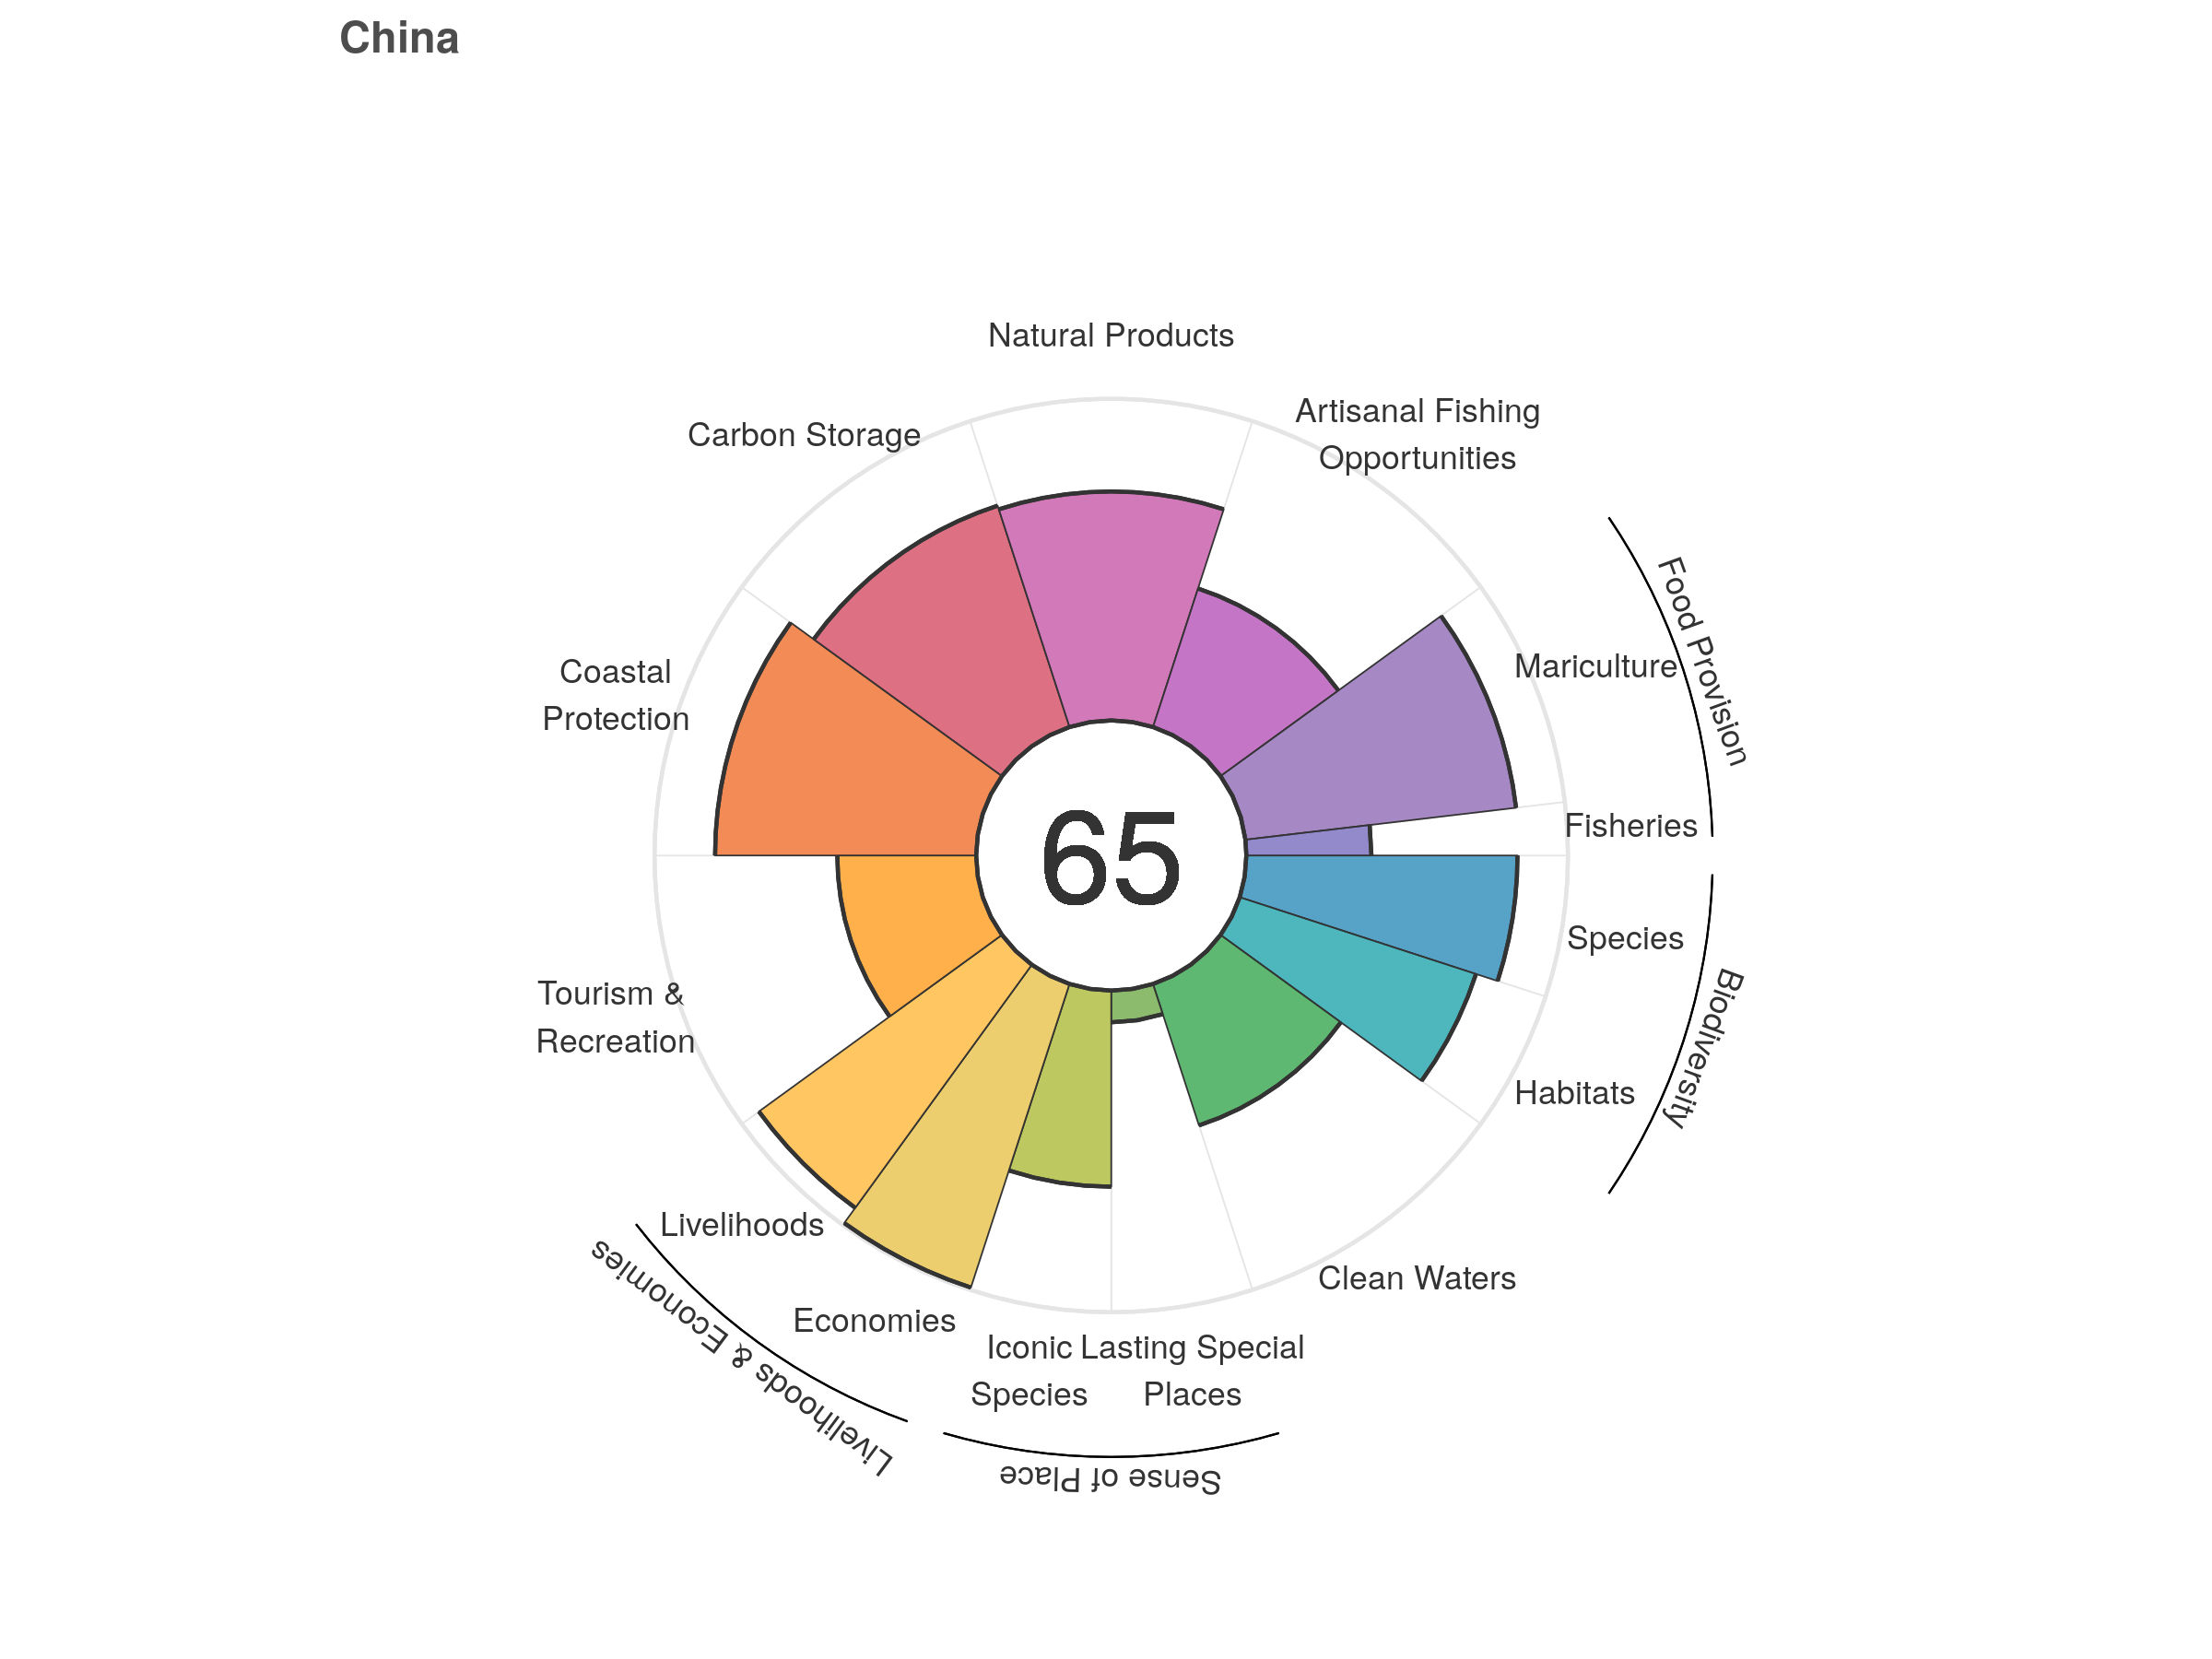 China
Natural Products
Artisanal Fishing
Opportunities
Carbon Storage
Food Provision
Mariculture
Coastal
Protection
65
Fisheries
Species
Biodiversity
Tourism &
Recreation
Habitats
Livelihoods
Livelihoods & Economies
Clean Waters
Economies
Iconic
Species
Lasting Special
Places
Sense of Place